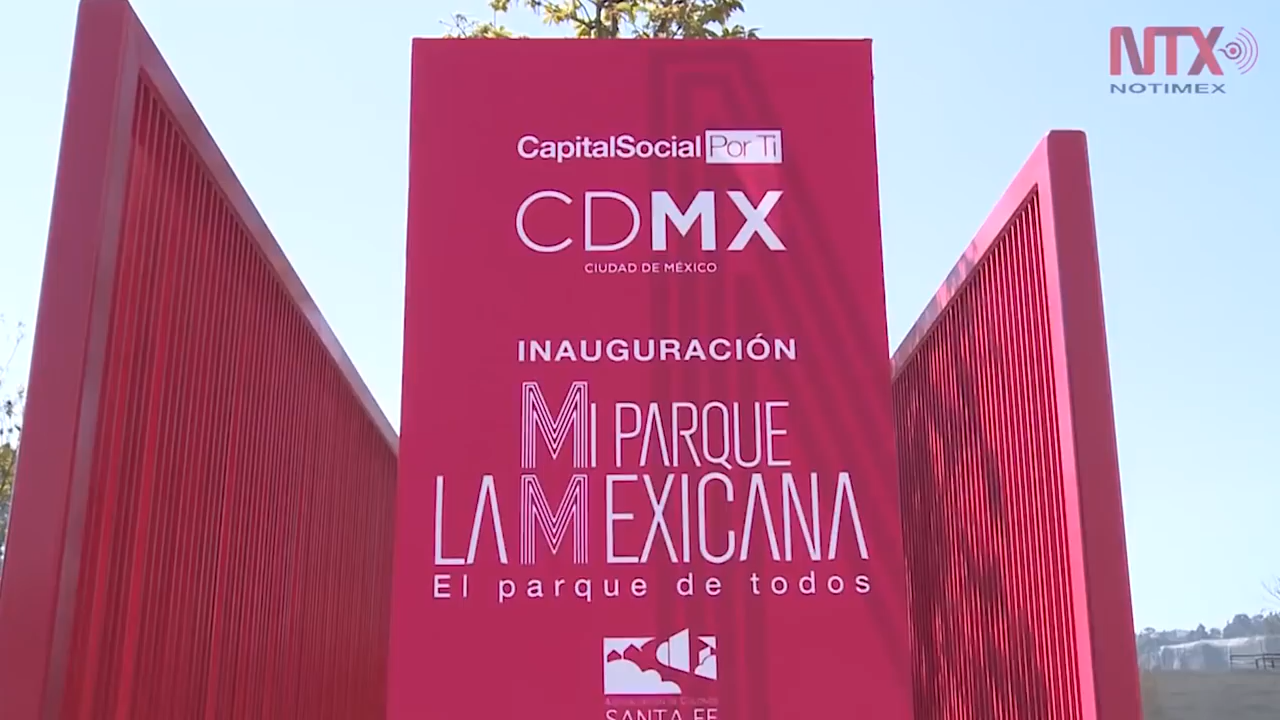 NTX
NOTIMEX
CapitalSocial Por Ti
CDMX
CIUDAD DE MÉXICO
INAUGURACIÓN
MI PARQUE
LA MEXICANA
El parque de todos
SANTA FE